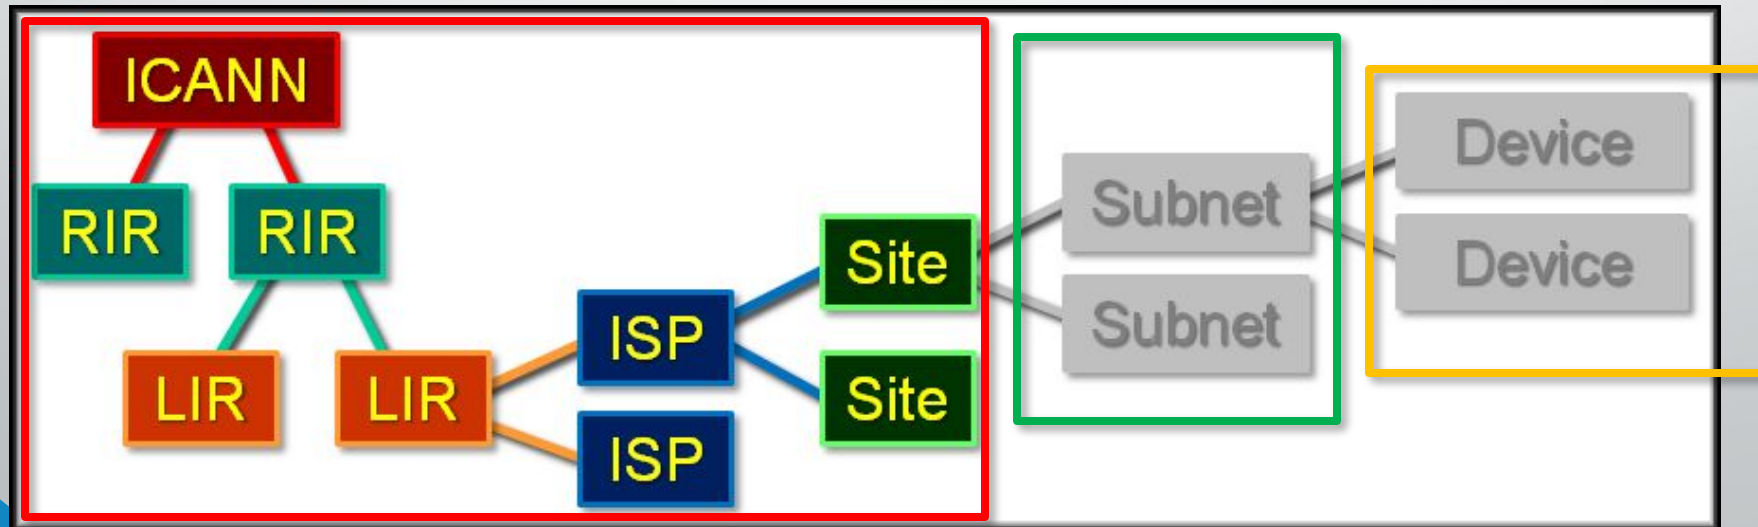 ICANN
RIR
RIR
LIR
LIR
ISP
ISP
Site
Site
Subnet
Subnet
Device
Device